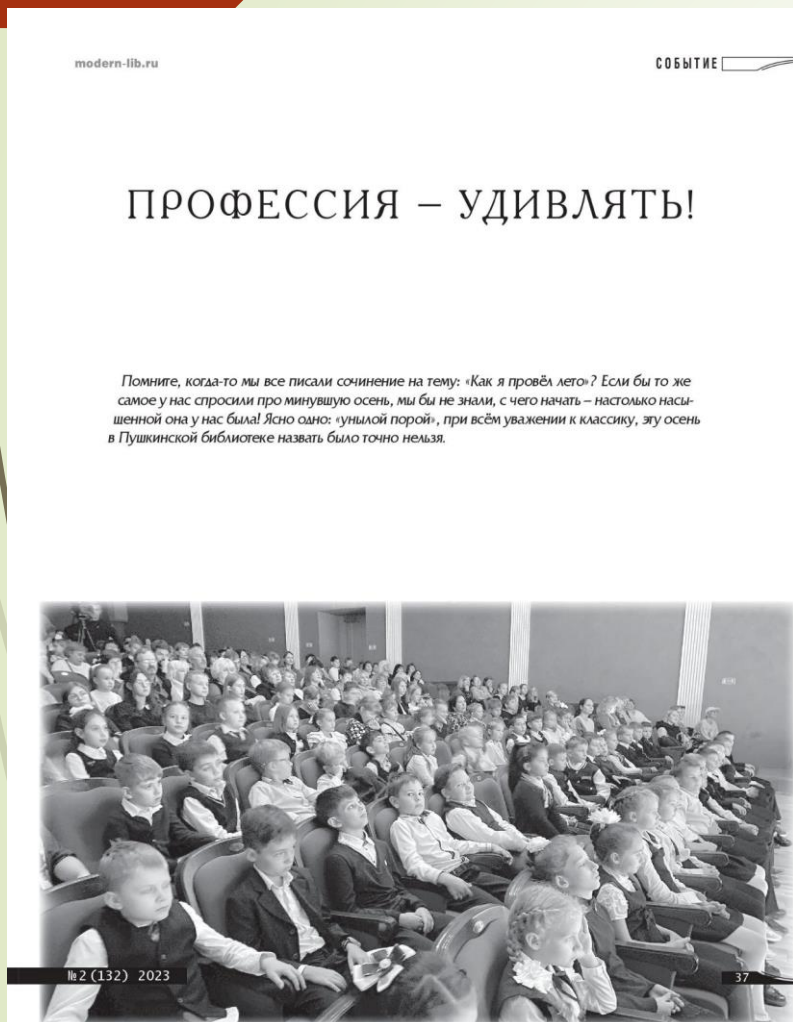 modern-lib.ru
СОБЫТИЕ
ПРОФЕССИЯ – УДИВЛЯТЬ!
Помните, когда-то мы все писали сочинение на тему: «Как я провёл лето»? Если бы то же
самое у нас спросили про минувшую осень, мы бы не знали, с чего начать – настолько насы-
щенной она у нас была! Ясно одно: «унылой порой», при всём уважении к классику, эту осень
в Пушкинской библиотеке назвать было точно нельзя.
№ 2 (132) 2023
37